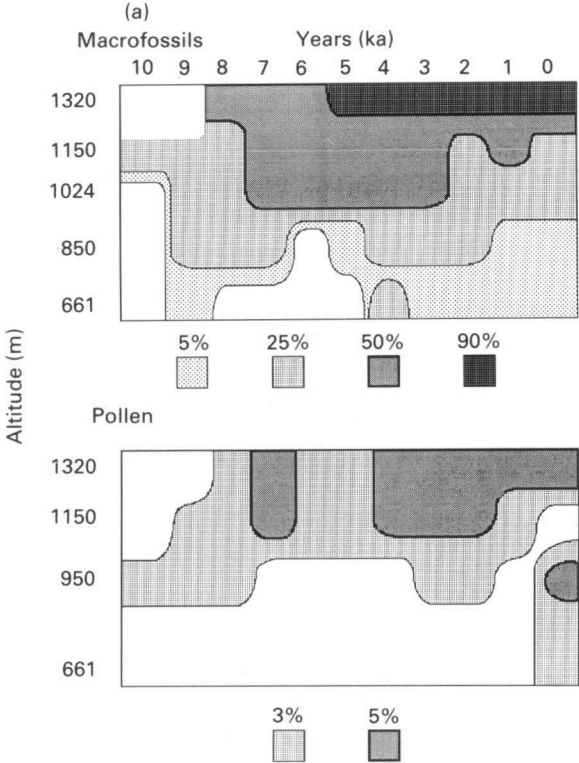 (a)
Macrofossils Years (ka)
10 9 8 7 6 5 4 3 2 1 0
1320
1150
1024
850
661
Altitude (m)
5% 25% 50% 90%
Pollen
1320
1150
950
661
3% 5%